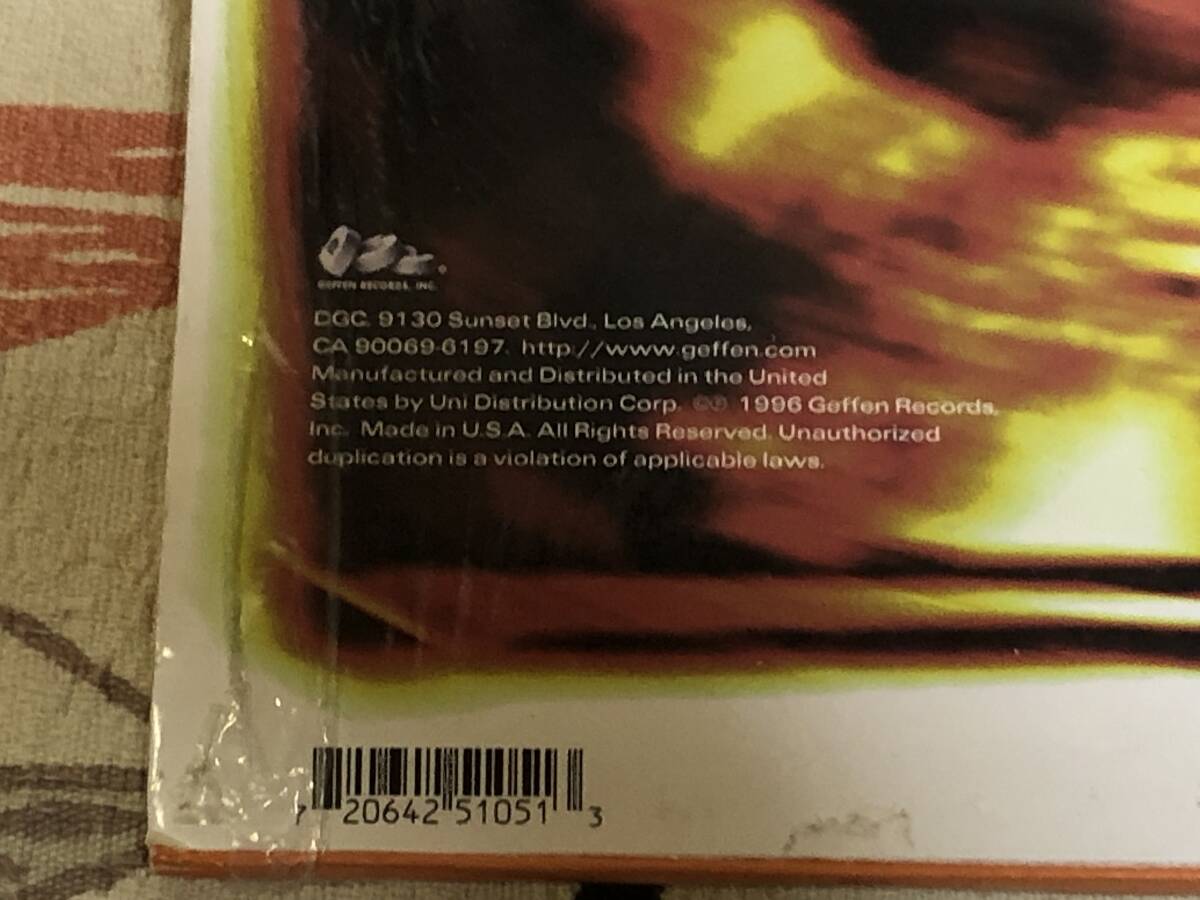 GEFFEN RECORDS, INC.
DGC, 9130 Sunset Blvd., Los Angeles,
CA 90069-6197. http://www.geffen.com
Manufactured and Distributed in the United
States by Uni Distribution Corp. ©℗ 1996 Geffen Records,
Inc. Made in U.S.A. All Rights Reserved. Unauthorized
duplication is a violation of applicable laws.
7 20642 51051 3